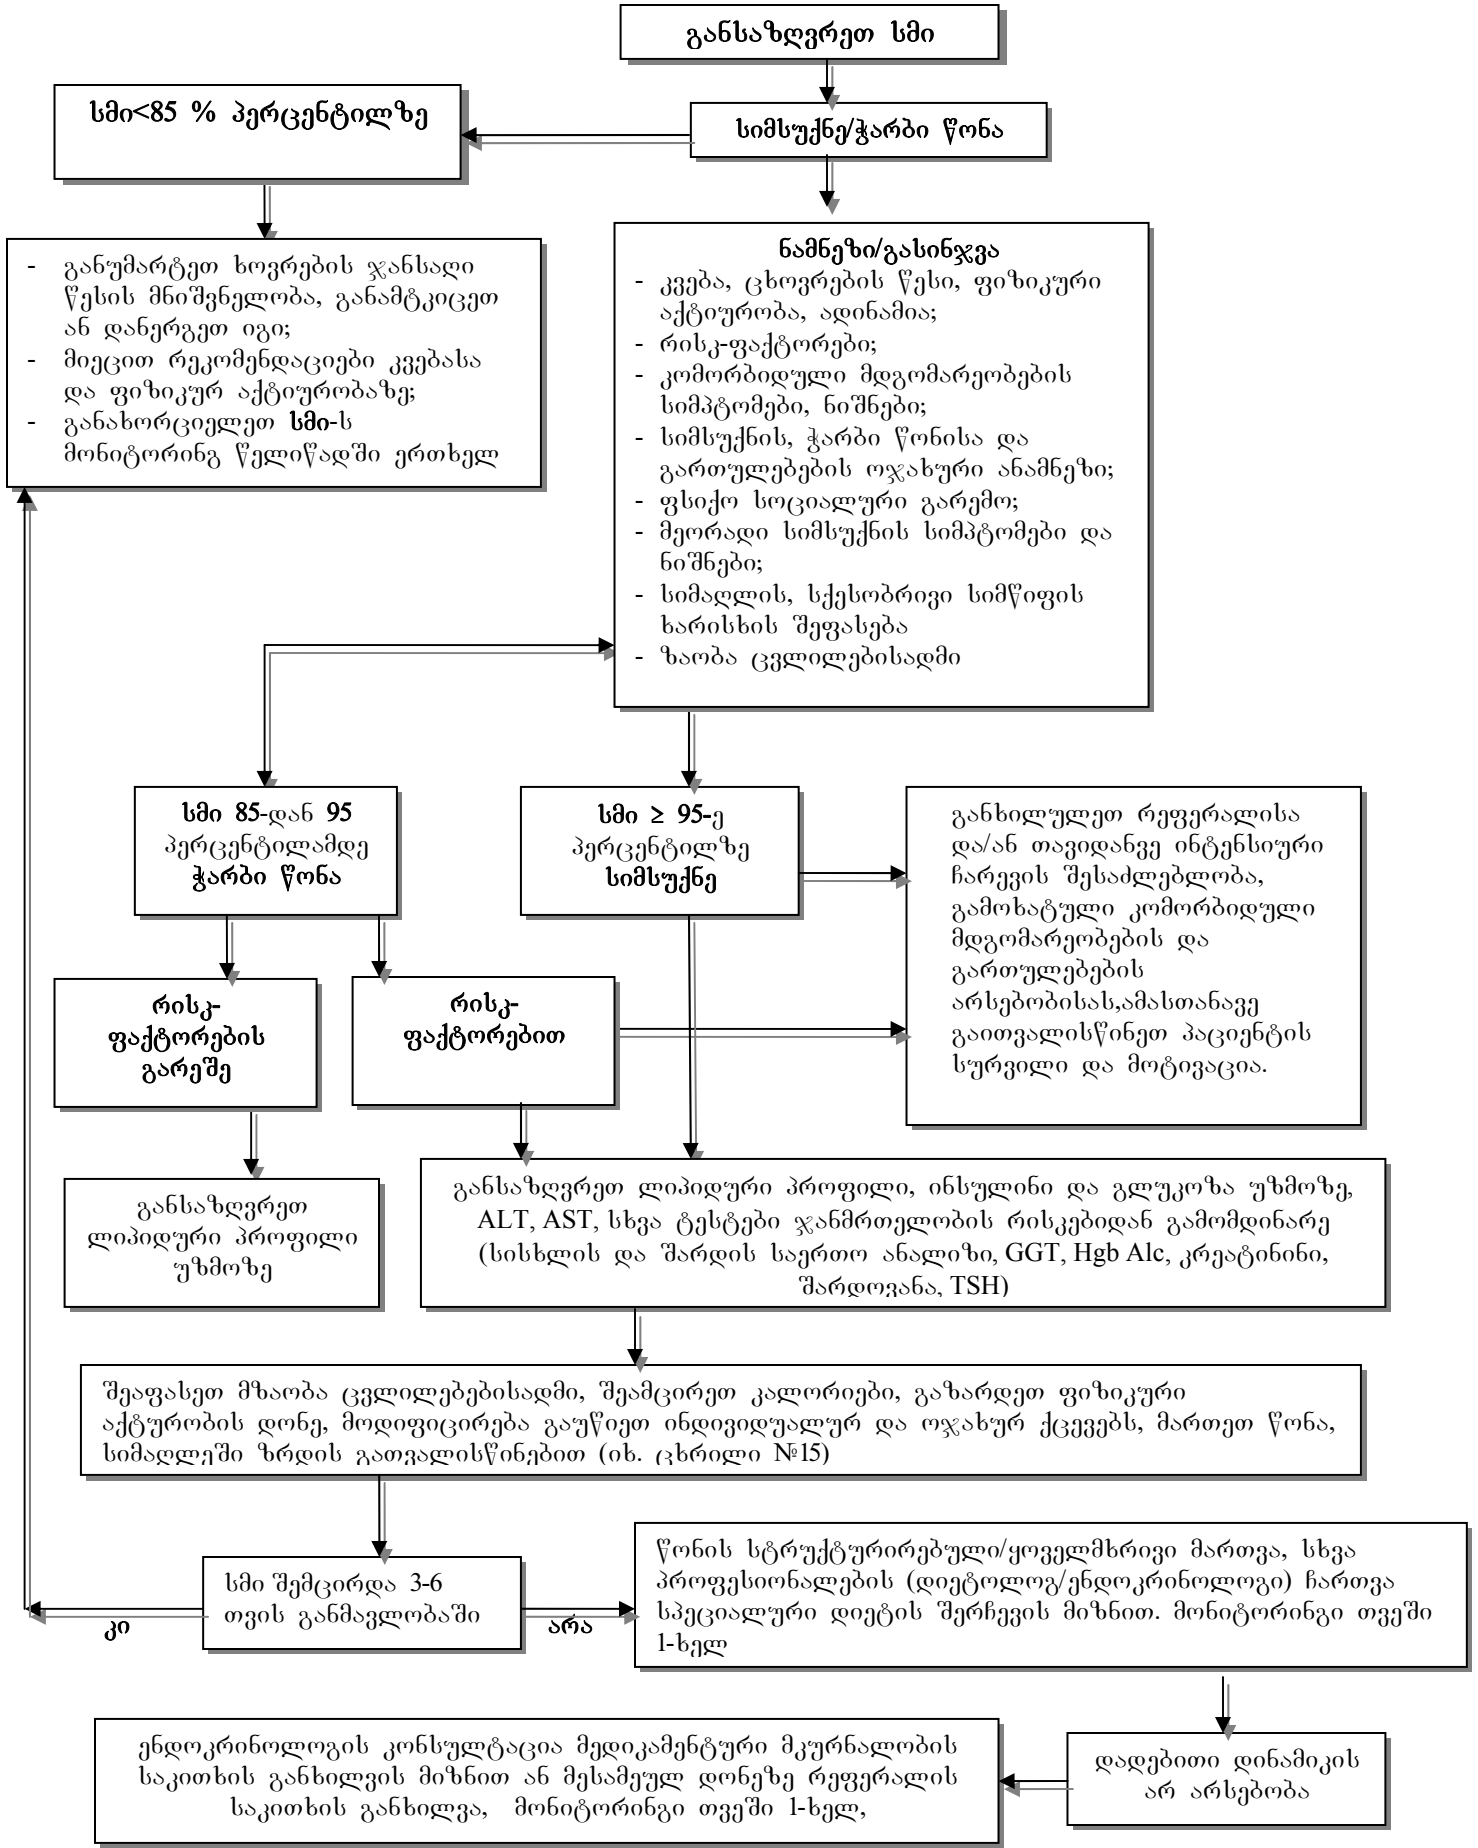 განსაზღვრეთ სმი
სმი<85 % პერცენტილზე
სიმსუქნე/ჭარბი წონა
- განუმარტეთ ხოვრების ჯანსაღი
წესის მნიშვნელობა, განამტკიცეთ
ან დანერგეთ იგი;
- მიეცით რეკომენდაციები კვებასა
და ფიზიკურ აქტიურობაზე;
- განახორციელეთ სმი-ს
მონიტორინგ წელიწადში ერთხელ
ნამნეზი/გასინჯვა
- კვება, ცხოვრების წესი, ფიზიკური
აქტიურობა, ადინამია;
- რისკ-ფაქტორები;
- კომორბიდული მდგომარეობების
სიმპტომები, ნიშნები;
- სიმსუქნის, ჭარბი წონისა და
გართულებების ოჯახური ანამნეზი;
- ფსიქო სოციალური გარემო;
- მეორადი სიმსუქნის სიმპტომები და
ნიშნები;
- სიმაღლის, სქესობრივი სიმწიფის
ხარისხის შეფასება
- ზაობა ცვლილებისადმი
სმი 85-დან 95
პერცენტილამდე
ჭარბი წონა
სმი ≥ 95-ე
პერცენტილზე
სიმსუქნე
განხილულეთ რეფერალისა
და/ან თავიდანვე ინტენსიური
ჩარევის შესაძლებლობა,
გამოხატული კომორბიდული
მდგომარეობების და
გართულებების
არსებობისას,ამასთანავე
გაითვალისწინეთ პაციენტის
სურვილი და მოტივაცია.
რისკ-
ფაქტორების
გარეშე
რისკ-
ფაქტორებით
განსაზღვრეთ
ლიპიდური პროფილი
უზმოზე
განსაზღვრეთ ლიპიდური პროფილი, ინსულინი და გლუკოზა უზმოზე,
ALT, AST, სხვა ტესტები ჯანმრთელობის რისკებიდან გამომდინარე
(სისხლის და შარდის საერთო ანალიზი, GGT, Hgb Alc, კრეატინინი,
შარდოვანა, TSH)
შეაფასეთ მზაობა ცვლილებებისადმი, შეამცირეთ კალორიები, გაზარდეთ ფიზიკური
აქტურობის დონე, მოდიფიცირება გაუწიეთ ინდივიდუალურ და ოჯახურ ქცევებს, მართეთ წონა,
სიმაღლეში ზრდის გათვალისწინებით (იხ. ცხრილი №15)
სმი შემცირდა 3-6
თვის განმავლობაში
კი
არა
წონის სტრუქტურირებული/ყოველმხრივი მართვა, სხვა
პროფესიონალების (დიეტოლოგ/ენდოკრინოლოგი) ჩართვა
სპეციალური დიეტის შერჩევის მიზნით. მონიტორინგი თვეში
1-ხელ
ენდოკრინოლოგის კონსულტაცია მედიკამენტური მკურნალობის
საკითხის განხილვის მიზნით ან მესამეულ დონეზე რეფერალის
საკითხის განხილვა, მონიტორინგი თვეში 1-ხელ,
დადებითი დინამიკის
არ არსებობა